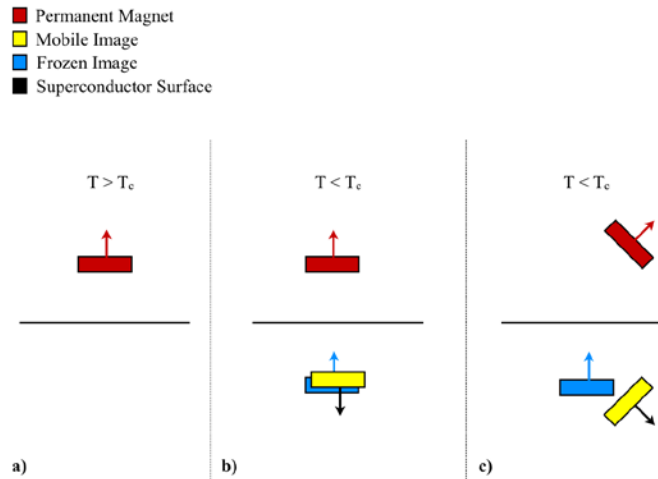 Permanent Magnet
Mobile Image
Frozen Image
Superconductor Surface
T > Tc
T < Tc
T < Tc
a)
b)
c)